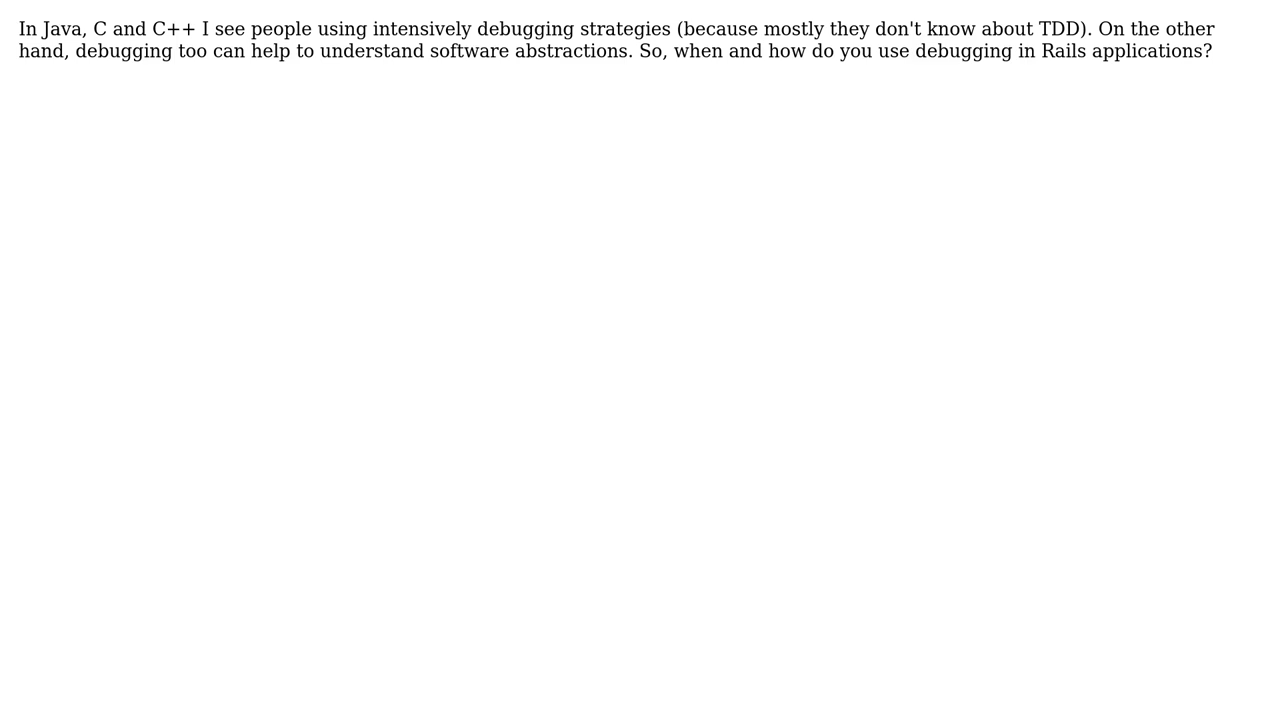 In Java, C and C++ I see people using intensively debugging strategies (because mostly they don't know about TDD). On the other
hand, debugging too can help to understand software abstractions. So, when and how do you use debugging in Rails applications?